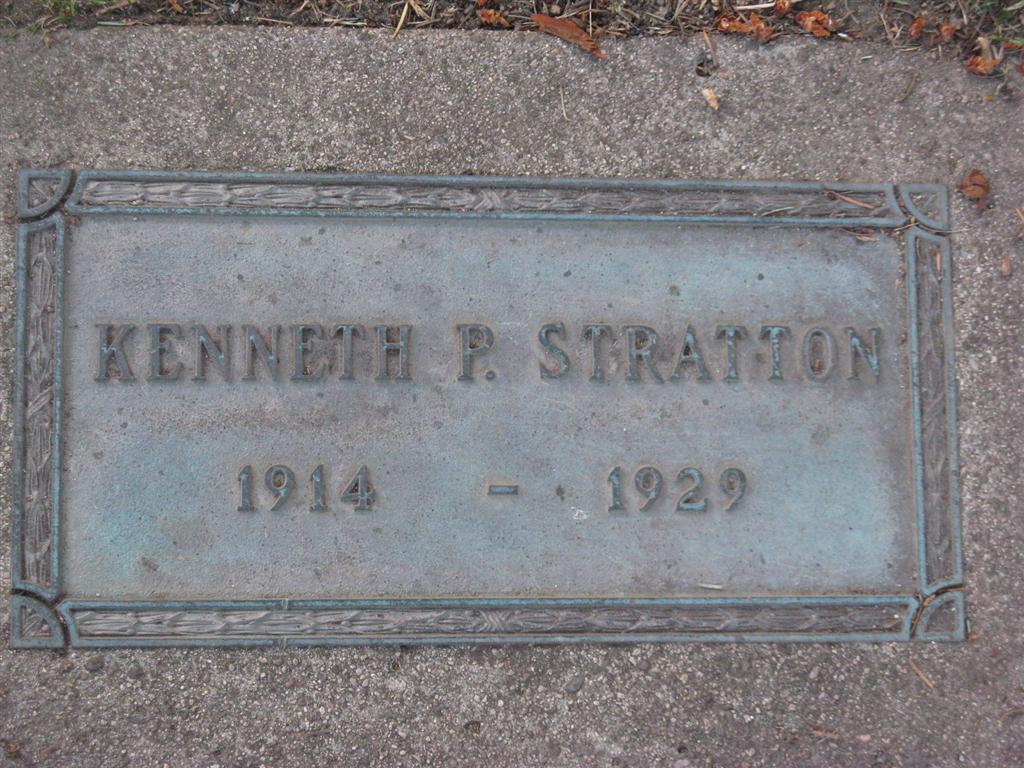 KENNETH P. STRATTON
1914 - 1929